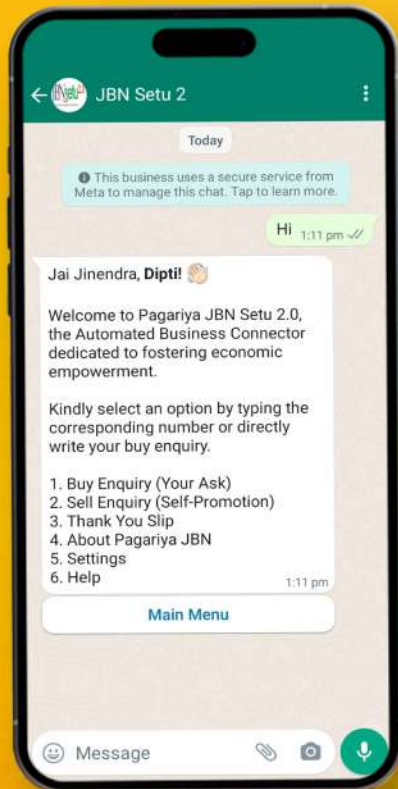 JBN Setu 2
Today
This business uses a secure service from
Meta to manage this chat. Tap to learn more.
Hi 1:11 pm
Jai Jinendra, Dipti! 👋🏻
Welcome to Pagariya JBN Setu 2.0,
the Automated Business Connector
dedicated to fostering economic
empowerment.
Kindly select an option by typing the
corresponding number or directly
write your buy enquiry.
1. Buy Enquiry (Your Ask)
2. Sell Enquiry (Self-Promotion)
3. Thank You Slip
4. About Pagariya JBN
5. Settings
6. Help
1:11 pm
Main Menu
Message